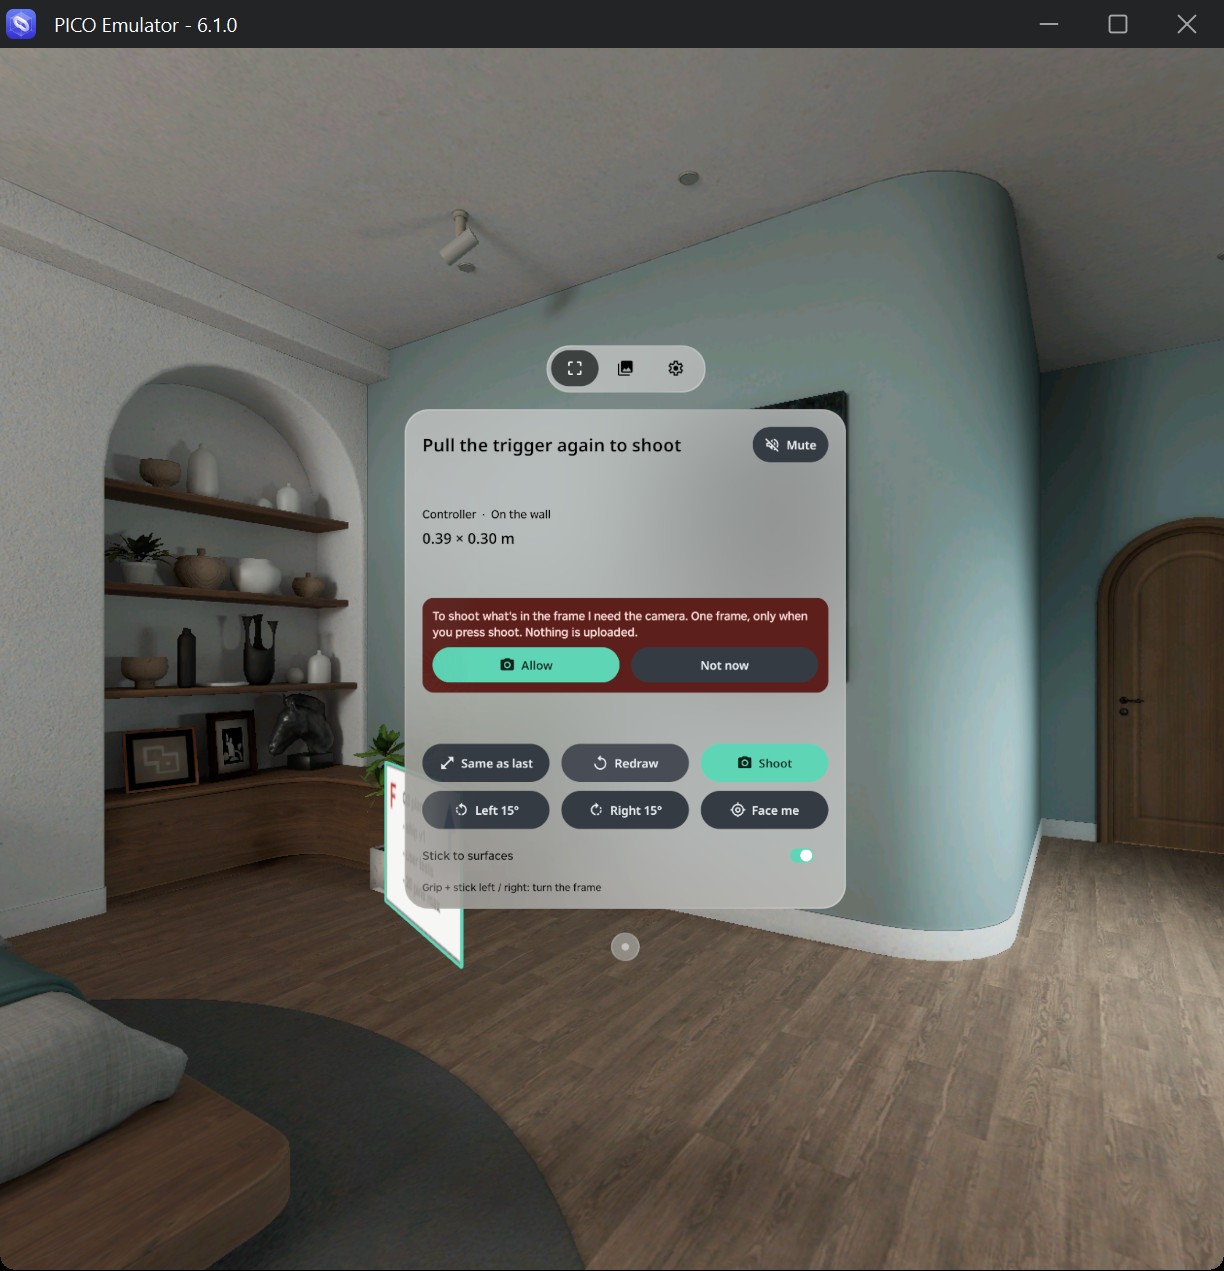 PICO Emulator - 6.1.0
Pull the trigger again to shoot
Mute
Controller · On the wall
0.39 × 0.30 m
To shoot what's in the frame I need the camera. One frame, only when
you press shoot. Nothing is uploaded.
Allow
Not now
Same as last
Redraw
Shoot
F
Left 15°
Right 15°
Face me
Stick to surfaces
Grip + stick left / right: turn the frame